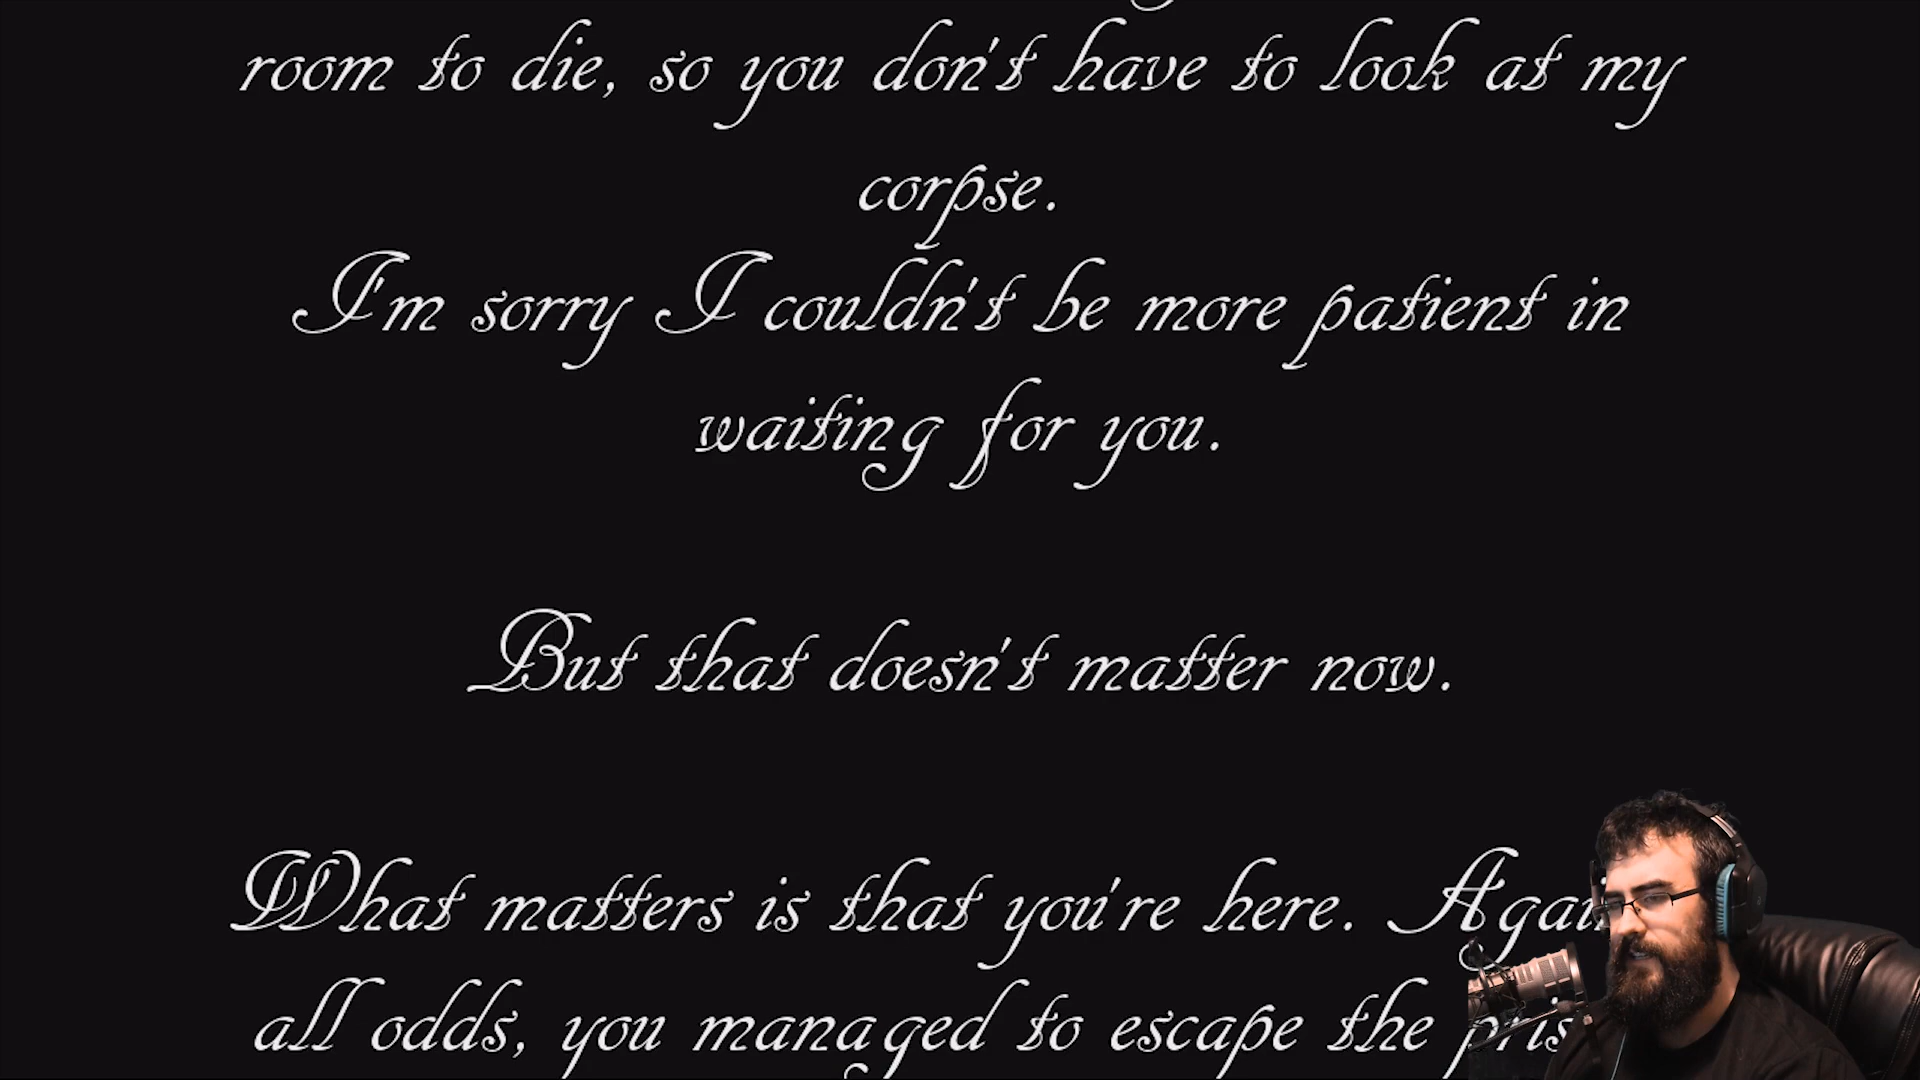 room to die, so you don't have to look at my
corpse.
I'm sorry I couldn't be more patient in
waiting for you.
But that doesn't matter now.
What matters is that you're here.
all odds, you managed to escape the